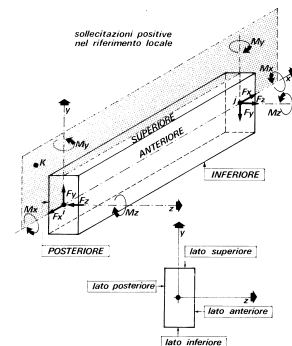 sollecitazioni positive
nel riferimento locale
My
Mx
x
Fx
J
Fz
Fy
Mz
y
My
SUPERIORE
ANTERIORE
K
INFERIORE
Fy
Mx
Fz
Fx
i
Mz
z
POSTERIORE
y
lato superiore
lato posteriore
z
lato anteriore
lato inferiore